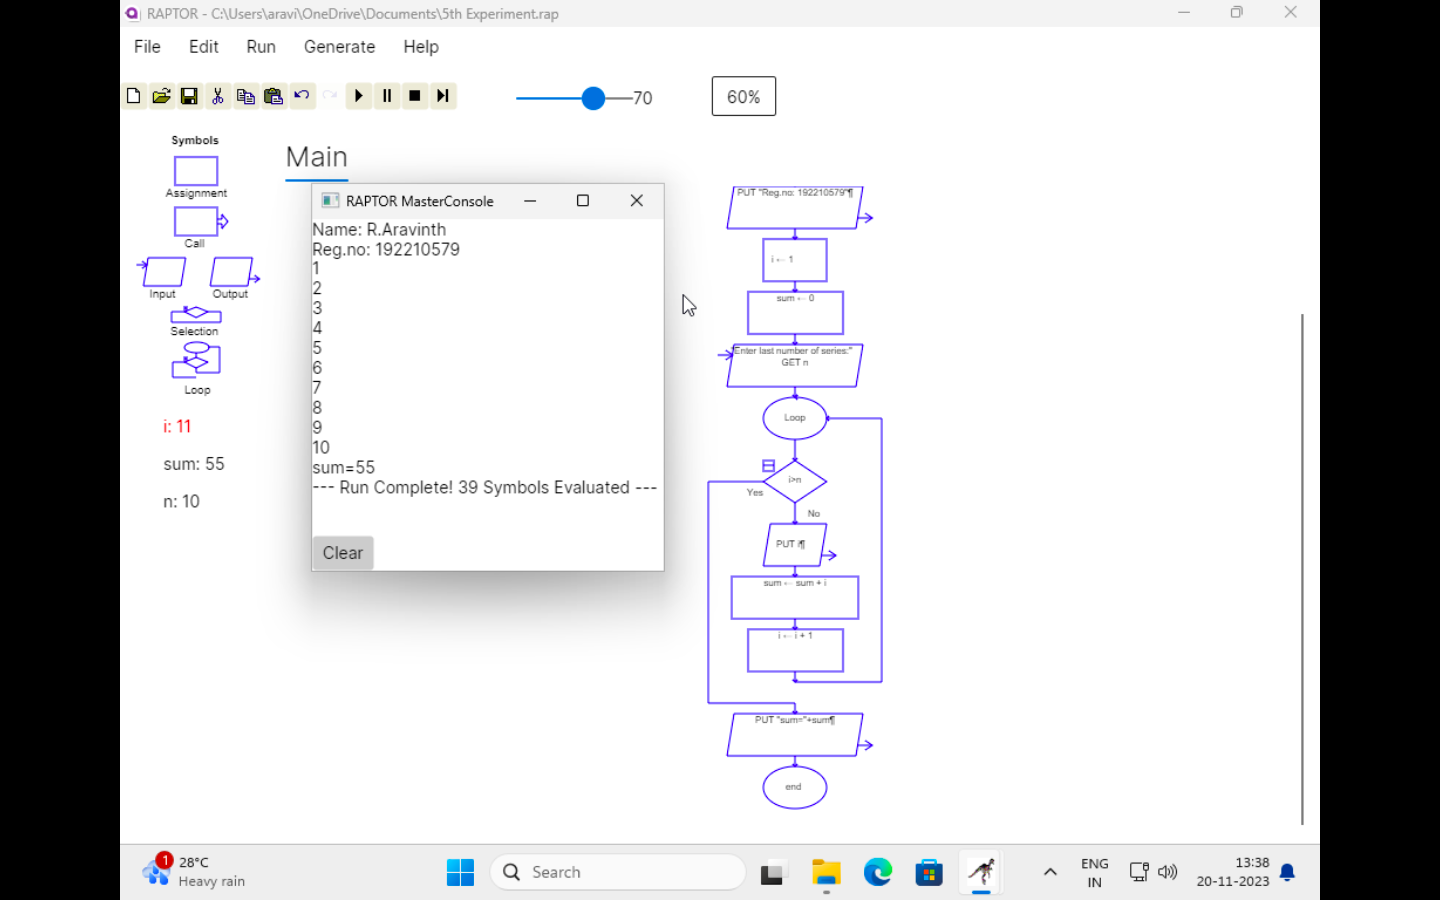 RAPTOR - C:\Users\aravi\OneDrive\Documents\5th Experiment.rap
File Edit Run Generate Help
70
60%
Symbols
Assignment
Call
Input Output
Selection
Loop
i: 11
sum: 55
n: 10
Main
RAPTOR MasterConsole
Name: R.Aravinth
Reg.no: 192210579
1
2
3
4
5
6
7
8
9
10
sum=55
--- Run Complete! 39 Symbols Evaluated ---
Clear
PUT "Reg.no: 192210579"¶
i ← 1
sum ← 0
"Enter last number of series:"
GET n
Loop
i>n
Yes
No
PUT i¶
sum ← sum + i
i ← i + 1
PUT "sum="+sum¶
end
1
28°C
Heavy rain
Search
ENG
IN
13:38
20-11-2023